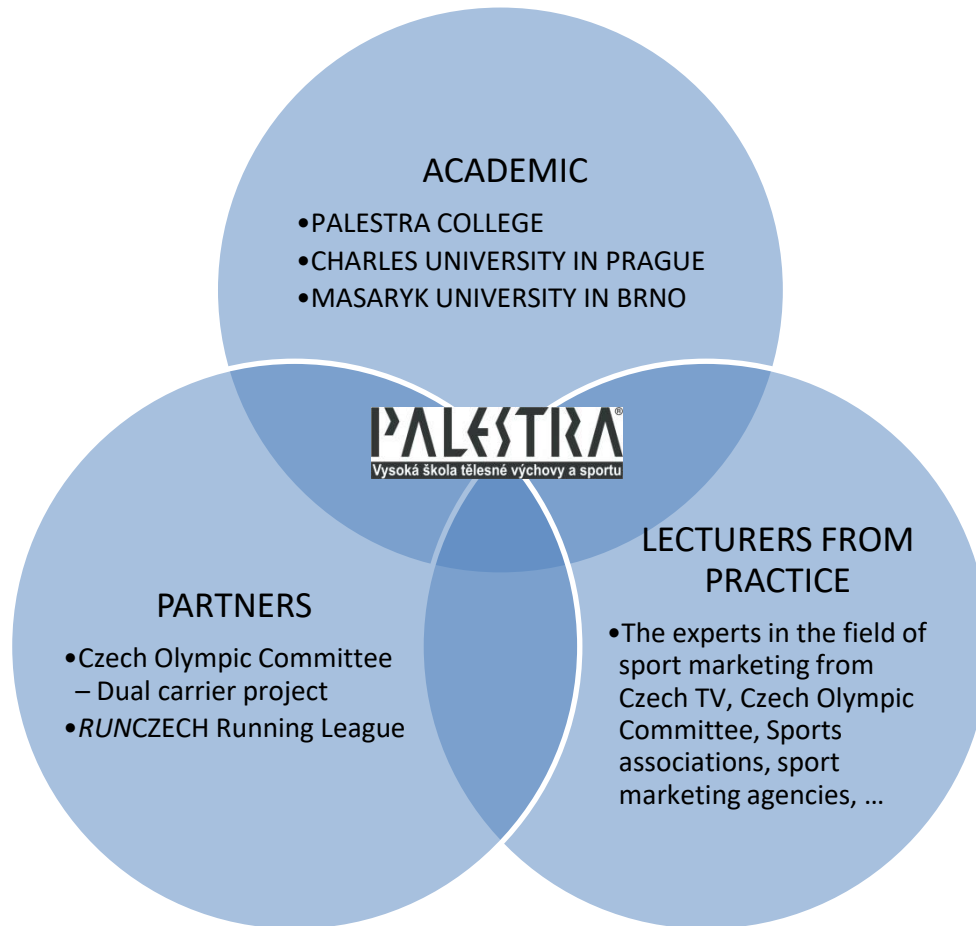 ACADEMIC
•PALESTRA COLLEGE
•CHARLES UNIVERSITY IN PRAGUE
•MASARYK UNIVERSITY IN BRNO
PALESTRA®
Vysoká škola tělesné výchovy a sportu
PARTNERS
•Czech Olympic Committee
– Dual carrier project
•RUNCZECH Running League
LECTURERS FROM
PRACTICE
•The experts in the field of
sport marketing from
Czech TV, Czech Olympic
Committee, Sports
associations, sport
marketing agencies, …